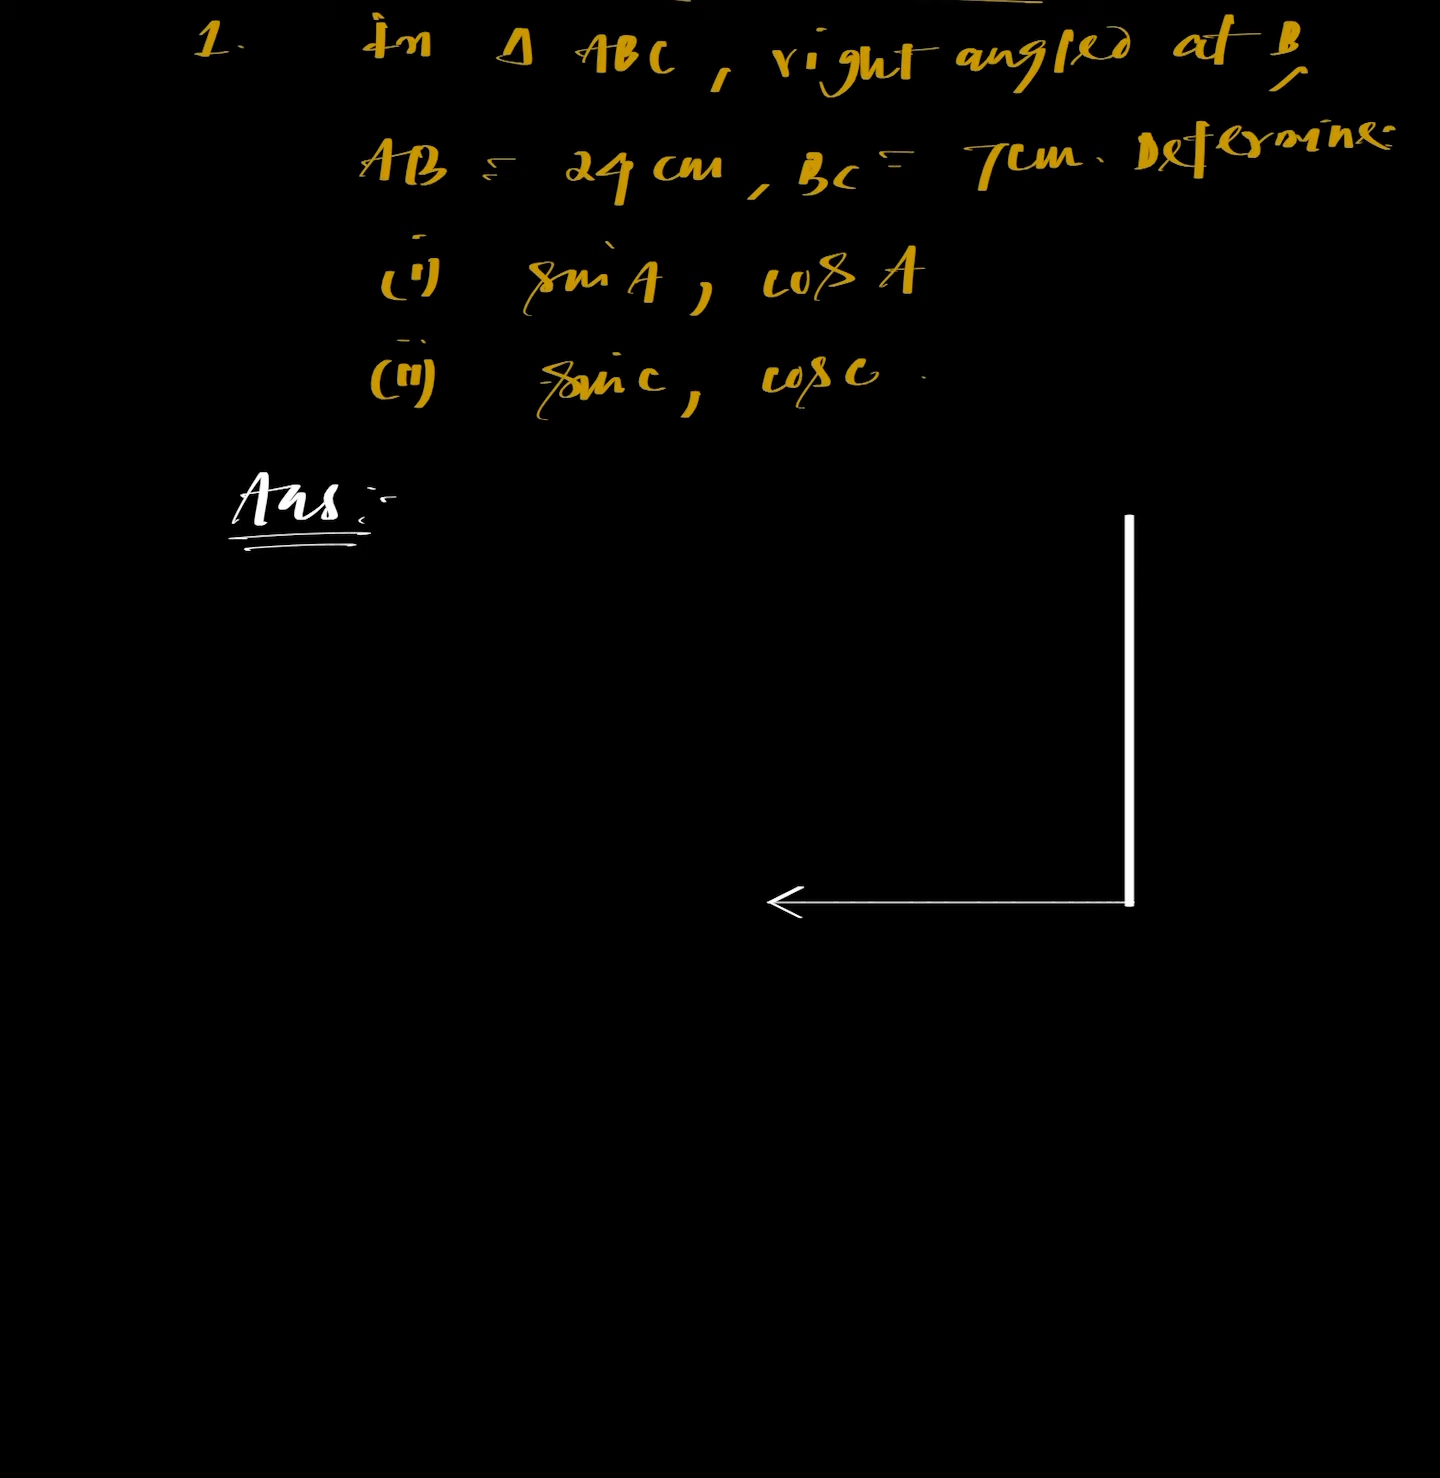 1. In Δ ABC, right angled at B,
AB = 24 cm, BC = 7cm. Determine:
(i) sin A, cos A
(ii) sin C, cos C.
Ans :-